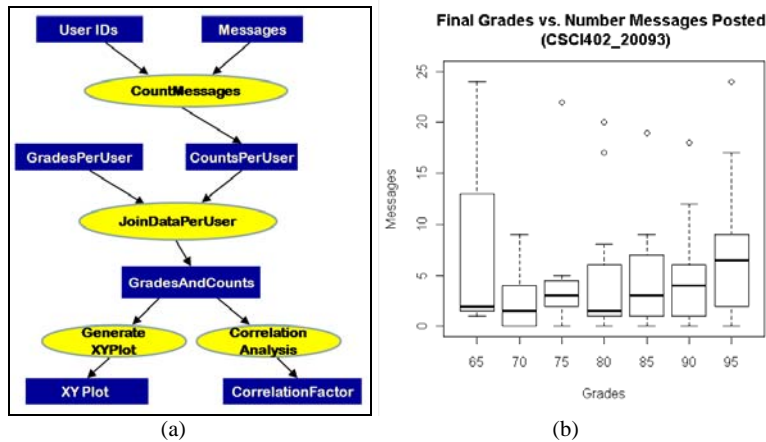 User IDs
Messages
CountMessages
GradesPerUser
CountsPerUser
JoinDataPerUser
GradesAndCounts
Generate
XYPlot
Correlation
Analysis
XY Plot
CorrelationFactor
(a)
Final Grades vs. Number Messages Posted
(CSCI402_20093)
Messages
25
20
15
10
5
0
65 70 75 80 85 90 95
Grades
(b)